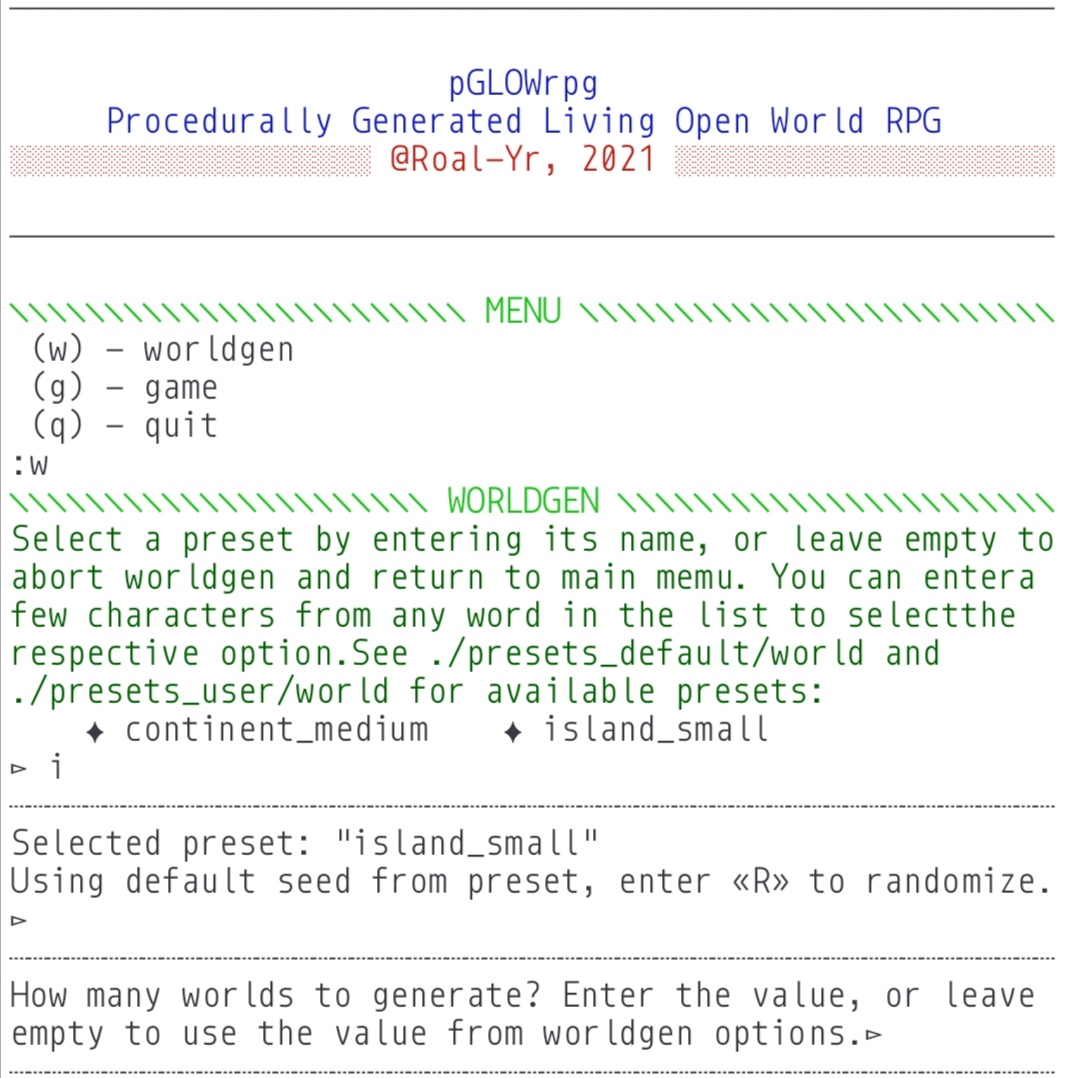 pGLOWrpg
Procedurally Generated Living Open World RPG
@Roal-Yr, 2021
MENU
(w) - worldgen
(g) - game
(q) - quit
:w
WORLDGEN
Select a preset by entering its name, or leave empty to
abort worldgen and return to main memu. You can entera
few characters from any word in the list to selectthe
respective option.See ./presets_default/world and
./presets_user/world for available presets:
✦ continent_medium ✦ island_small
▻ i
Selected preset: "island_small"
Using default seed from preset, enter «R» to randomize.
▻
How many worlds to generate? Enter the value, or leave
empty to use the value from worldgen options.▻